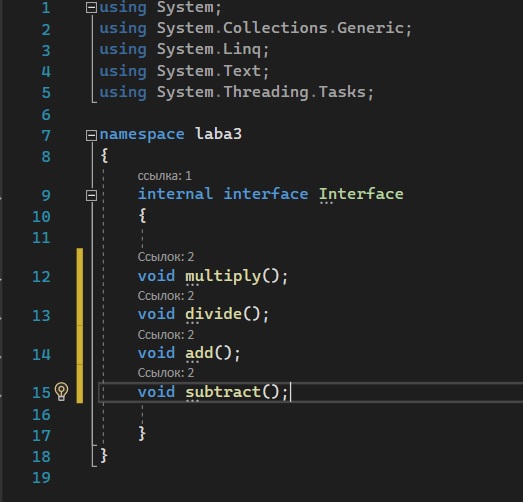 1 using System;
2 using System.Collections.Generic;
3 using System.Linq;
4 using System.Text;
5 using System.Threading.Tasks;
6
7 namespace laba3
8 {
ссылка: 1
9 internal interface Interface
10 {
11
Ссылок: 2
12 void multiply();
Ссылок: 2
13 void divide();
Ссылок: 2
14 void add();
Ссылок: 2
15 void subtract();
16
17 }
18 }
19